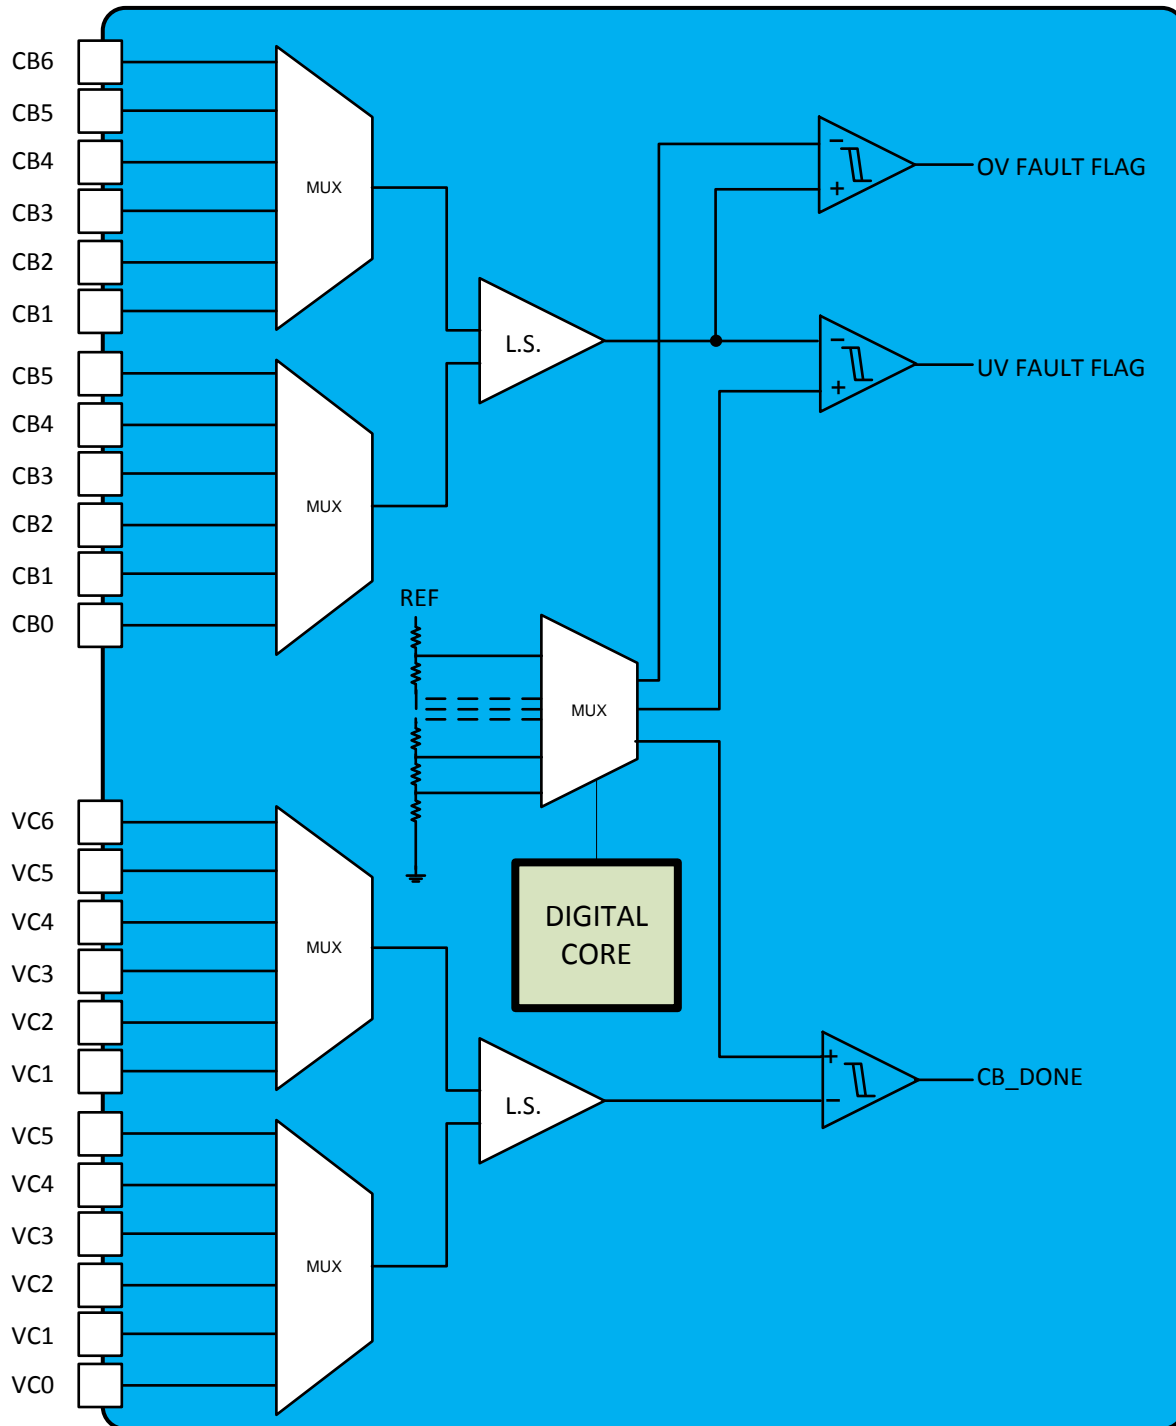 CB6
CB5
CB4
CB3
CB2
CB1
MUX
CB5
CB4
CB3
CB2
CB1
CB0
MUX
L.S.
-
+
OV FAULT FLAG
-
+
UV FAULT FLAG
REF
MUX
DIGITAL
CORE
VC6
VC5
VC4
VC3
VC2
VC1
MUX
VC5
VC4
VC3
VC2
VC1
VC0
MUX
L.S.
+
-
CB_DONE